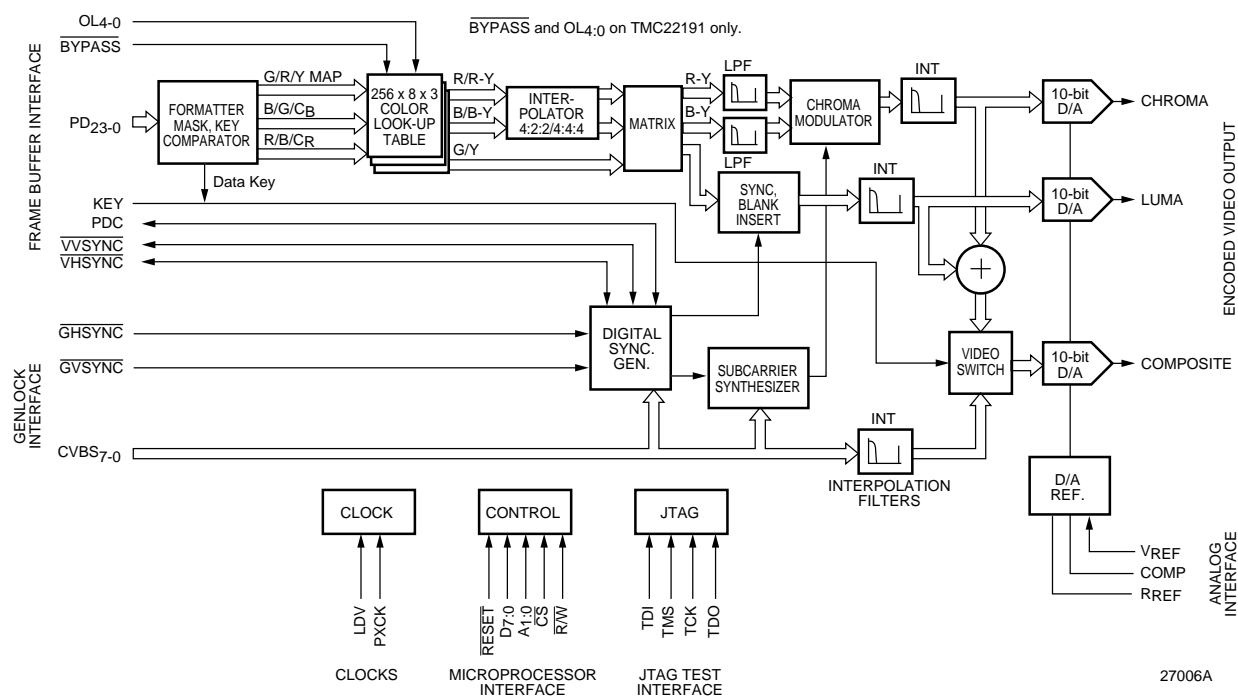 OL4-0
BYPASS
BYPASS and OL4:0 on TMC22191 only.
FRAME BUFFER INTERFACE
PD23-0
FORMATTER
MASK, KEY
COMPARATOR
G/R/Y MAP
B/G/CB
R/B/CR
Data Key
256 x 8 x 3
COLOR
LOOK-UP
TABLE
R/R-Y
B/B-Y
G/Y
INTER-
POLATOR
4:2:2/4:4:4
MATRIX
R-Y
B-Y
LPF
LPF
CHROMA
MODULATOR
INT
10-bit
D/A
CHROMA
SYNC,
BLANK
INSERT
INT
10-bit
D/A
LUMA
ENCODED VIDEO OUTPUT
KEY
PDC
VVSYNC
VHSYNC
+
GENLOCK
INTERFACE
GHSYNC
GVSYNC
CVBS7-0
DIGITAL
SYNC.
GEN.
SUBCARRIER
SYNTHESIZER
VIDEO
SWITCH
10-bit
D/A
COMPOSITE
INT
INTERPOLATION
FILTERS
D/A
REF.
VREF
COMP
RREF
ANALOG
INTERFACE
CLOCK
LDV
PXCK
CLOCKS
CONTROL
RESET
D7:0
A1:0
CS
R/W
MICROPROCESSOR
INTERFACE
JTAG
TDI
TMS
TCK
TDO
JTAG TEST
INTERFACE
27006A